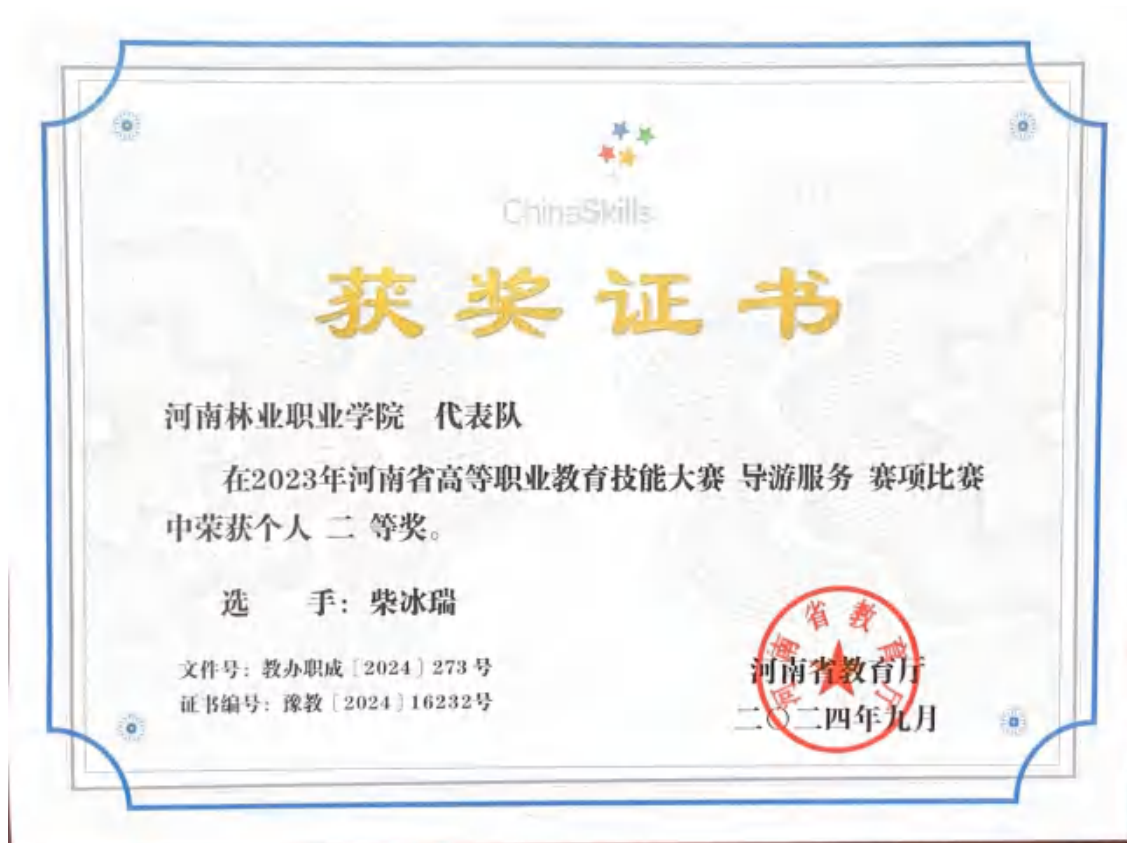 ChinaSkills
获奖证书
河南林业职业学院 代表队
在2023年河南省高等职业教育技能大赛 导游服务 赛项比赛
中荣获个人 二 等奖。
选 手：柴冰瑞
文件号：教办职成〔2024〕273号
证书编号：豫教〔2024〕16232号
河南省教育厅
河南省教育厅
二〇二四年九月